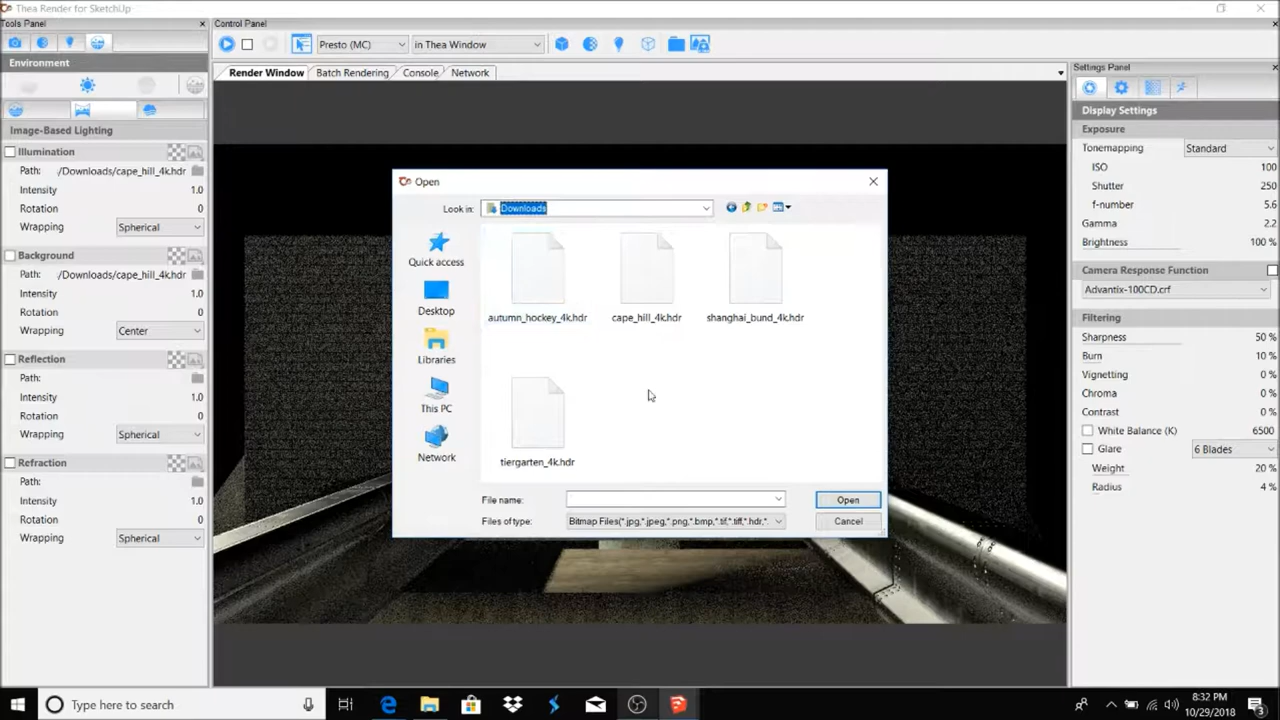 Thea Render for SketchUp
Tools Panel
Control Panel
Settings Panel
Presto (MC)
in Thea Window
Environment
Render Window
Batch Rendering
Console
Network
Display Settings
Exposure
Tonemapping Standard
ISO 100
Shutter 250
f-number 5.6
Gamma 2.2
Brightness 100 %
Camera Response Function
Advantix-100CD.crf
Filtering
Sharpness 50 %
Burn 10 %
Vignetting 0 %
Chroma 0 %
Contrast 0 %
White Balance (K) 6500
Glare 6 Blades
Weight 20 %
Radius 4 %
Image-Based Lighting
Illumination
Path: /Downloads/cape_hill_4k.hdr
Intensity 1.0
Rotation 0
Wrapping Spherical
Background
Path: /Downloads/cape_hill_4k.hdr
Intensity 1.0
Rotation 0
Wrapping Center
Reflection
Path:
Intensity 1.0
Rotation 0
Wrapping Spherical
Refraction
Path:
Intensity 1.0
Rotation 0
Wrapping Spherical
Open
Look in: Downloads
Quick access
Desktop
Libraries
This PC
Network
autumn_hockey_4k.hdr
cape_hill_4k.hdr
shanghai_bund_4k.hdr
tiergarten_4k.hdr
File name:
Open
Files of type: Bitmap Files(*.jpg,*.jpeg,*.png,*.bmp,*.tif,*.tiff,*.hdr,*.
Cancel
Type here to search
8:32 PM
10/29/2018
3